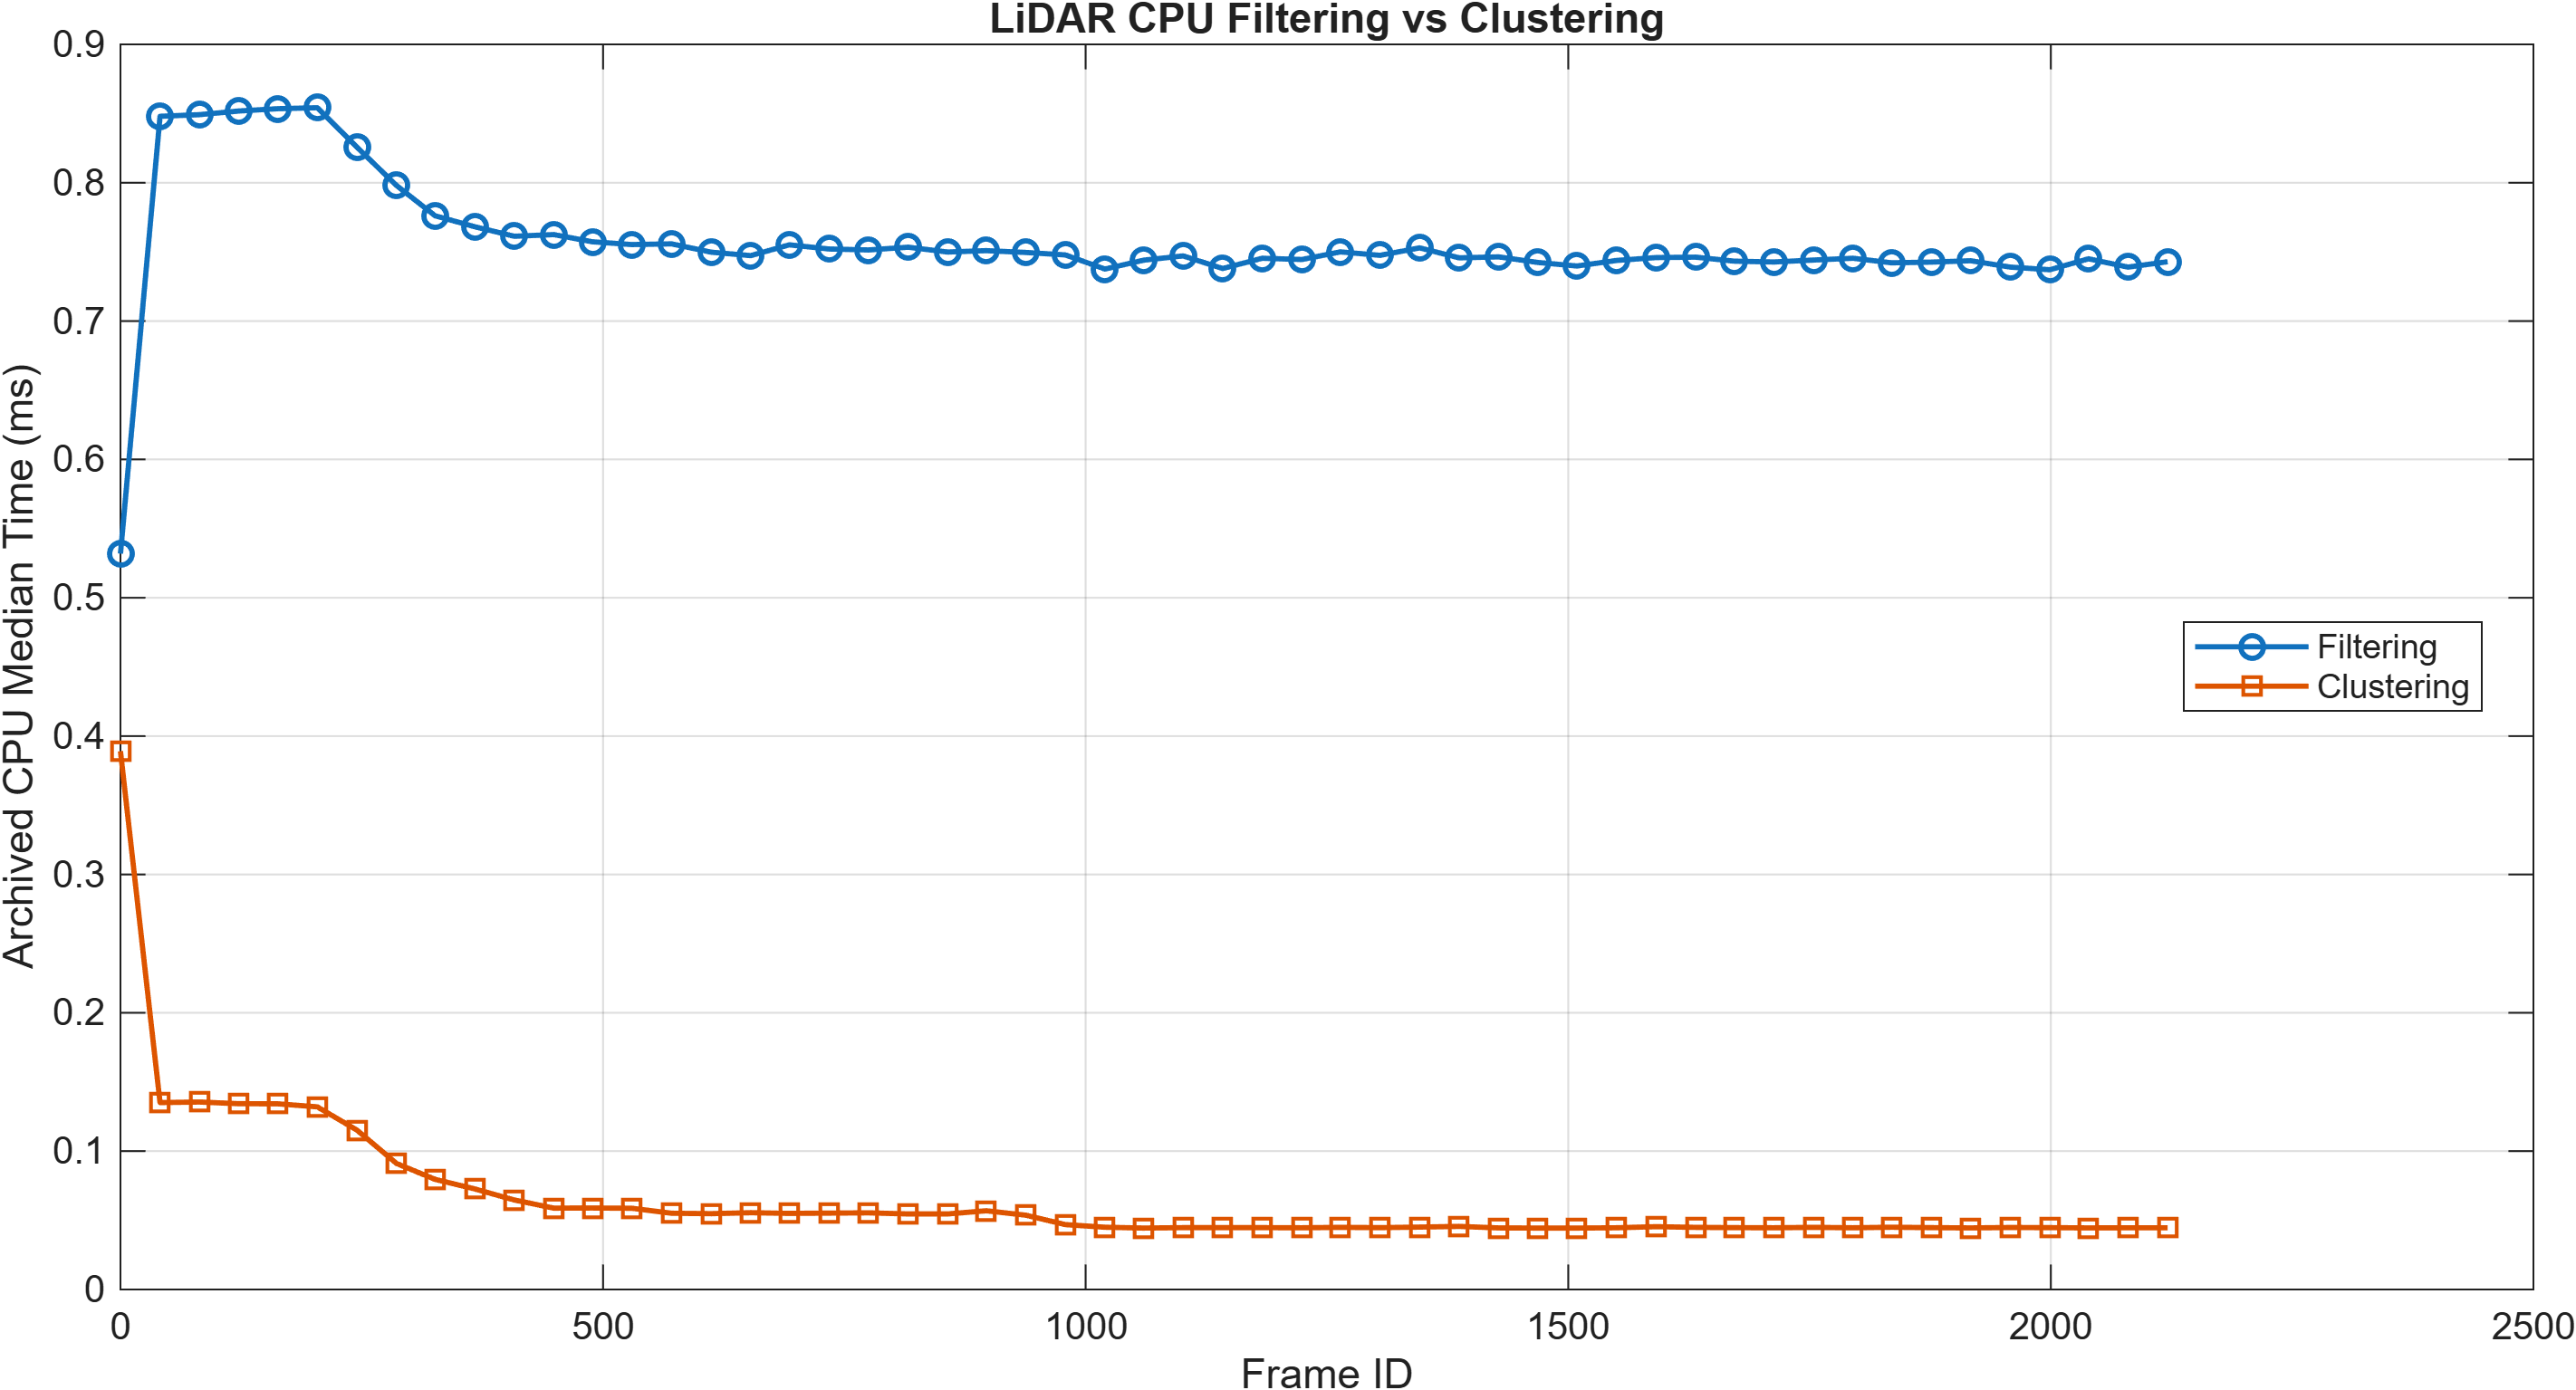 LiDAR CPU Filtering vs Clustering
Archived CPU Median Time (ms)
0.9
0.8
0.7
0.6
0.5
0.4
0.3
0.2
0.1
0
Filtering
Clustering
0 500 1000 1500 2000 2500
Frame ID